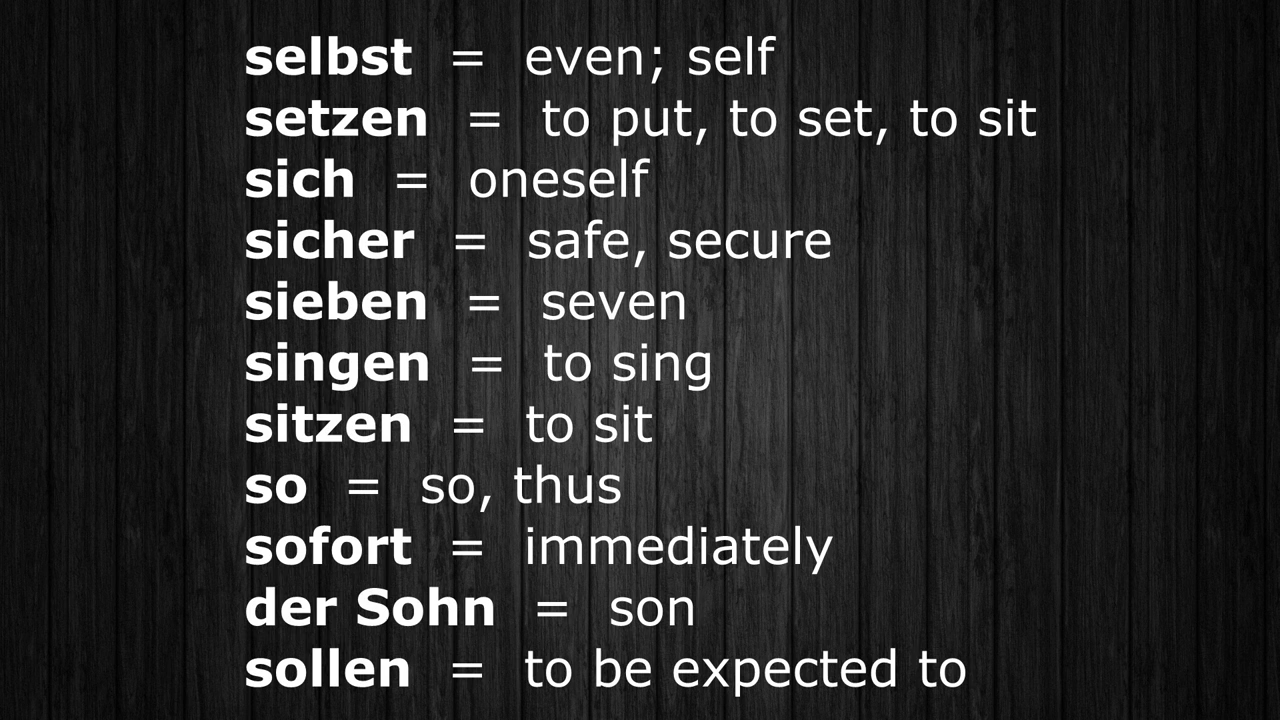 selbst = even; self
setzen = to put, to set, to sit
sich = oneself
sicher = safe, secure
sieben = seven
singen = to sing
sitzen = to sit
so = so, thus
sofort = immediately
der Sohn = son
sollen = to be expected to